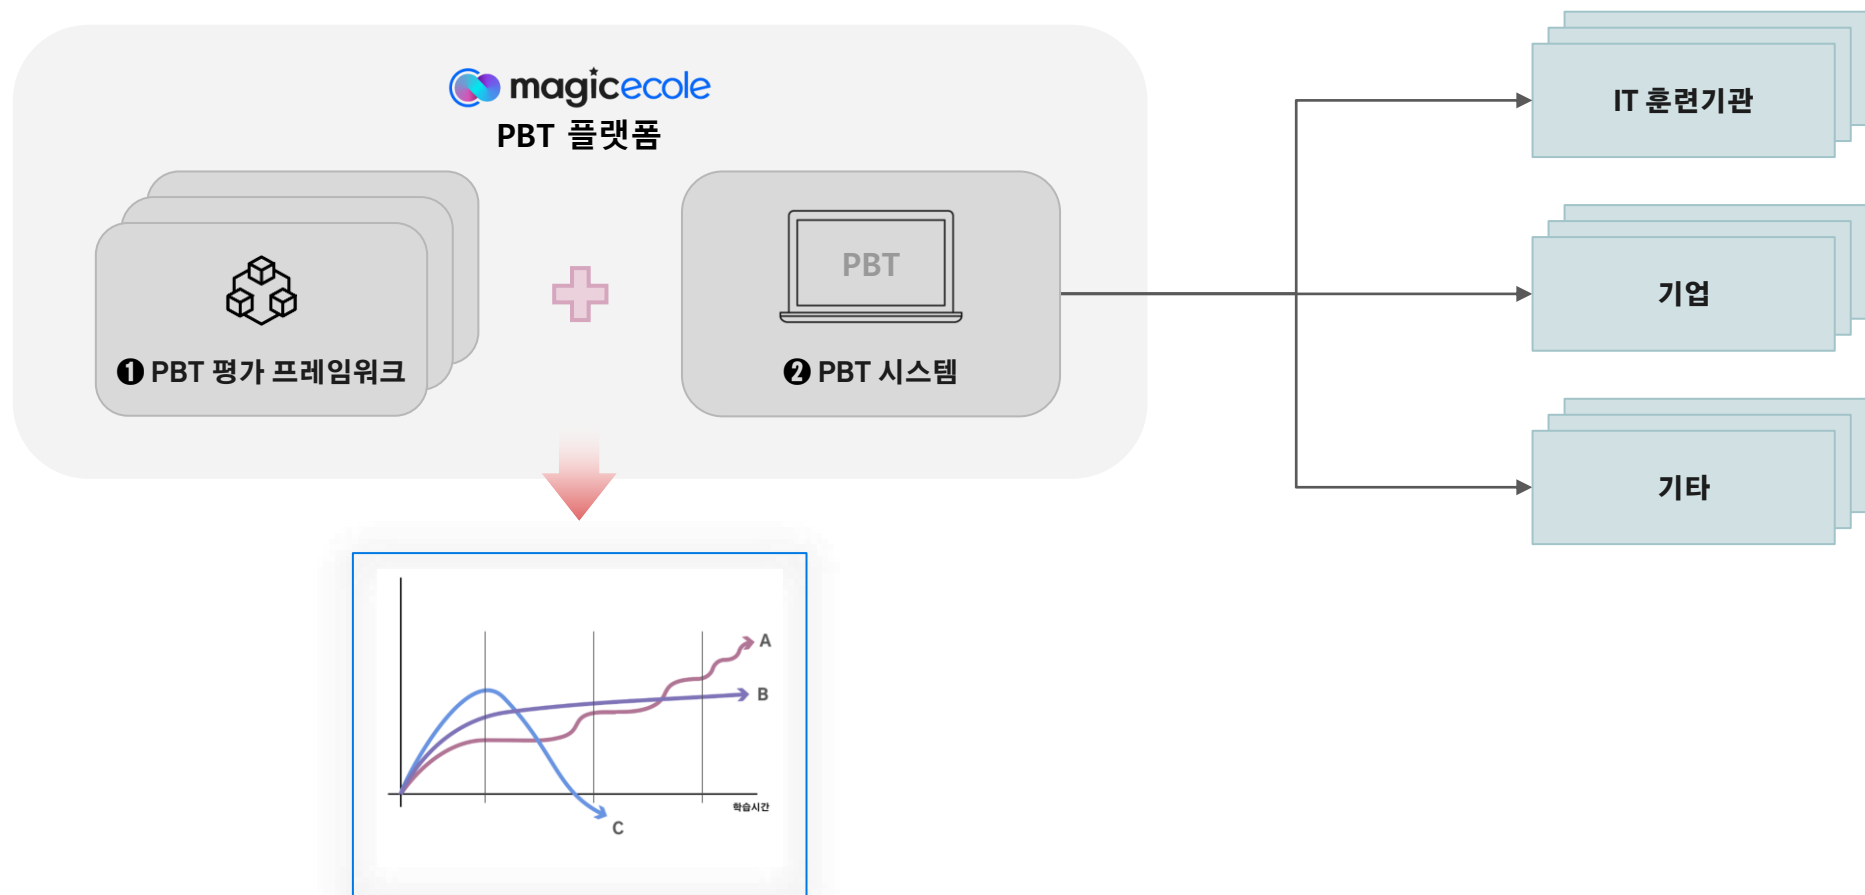 magicecole
PBT 플랫폼
PBT
❶ PBT 평가 프레임워크
❷ PBT 시스템
IT 훈련기관
기업
기타
A
B
C
학습시간